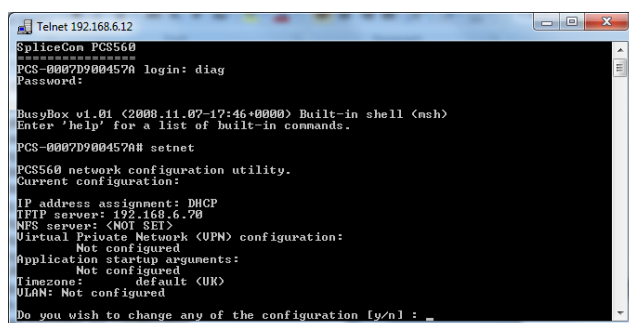 Telnet 192.168.6.12
SpliceCom PCS560
================
PCS-0007D900457A login: diag
Password:
BusyBox v1.01 (2008.11.07-17:46+0000) Built-in shell (msh)
Enter 'help' for a list of built-in commands.
PCS-0007D900457A# setnet
PCS560 network configuration utility.
Current configuration:
IP address assignment: DHCP
TFTP server: 192.168.6.70
NFS server: <NOT SET>
Virtual Private Network (VPN) configuration:
Not configured
Application startup arguments:
Not configured
Timezone: default (UK)
VLAN: Not configured
Do you wish to change any of the configuration [y/n] : _